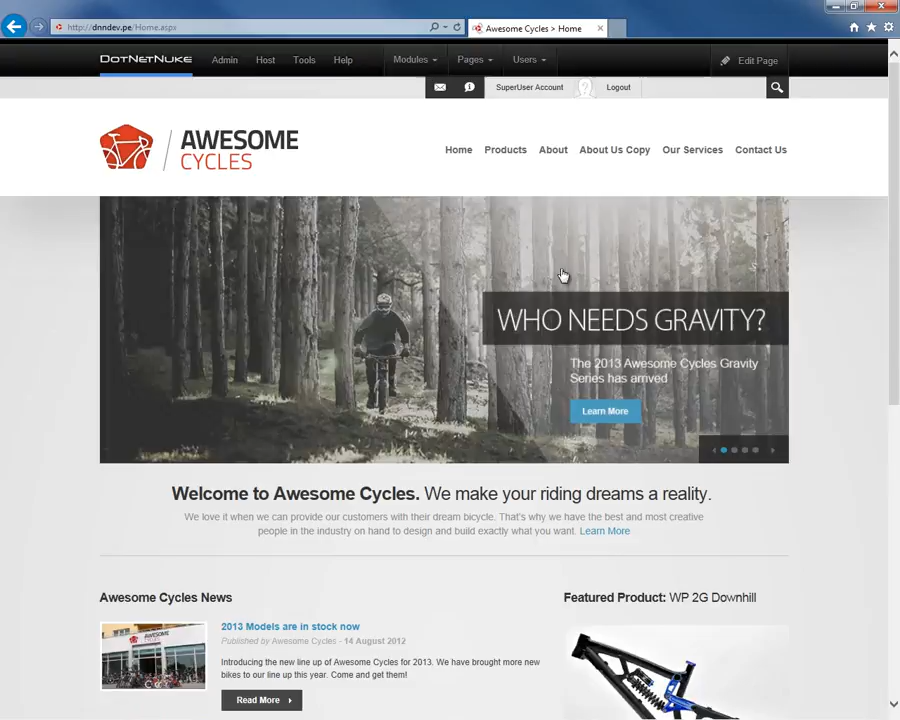 http://dnndev.pe/Home.aspx
Awesome Cycles > Home
DOTNETNUKE
Admin
Host
Tools
Help
Modules
Pages
Users
Edit Page
SuperUser Account
Logout
AWESOME
CYCLES
Home
Products
About
About Us Copy
Our Services
Contact Us
WHO NEEDS GRAVITY?
The 2013 Awesome Cycles Gravity
Series has arrived
Learn More
Welcome to Awesome Cycles. We make your riding dreams a reality.
We love it when we can provide our customers with their dream bicycle. That's why we have the best and most creative
people in the industry on hand to design and build exactly what you want. Learn More
Awesome Cycles News
Featured Product: WP 2G Downhill
2013 Models are in stock now
Published by Awesome Cycles - 14 August 2012
AWESOME
Introducing the new line up of Awesome Cycles for 2013. We have brought more new
bikes to our line up this year. Come and get them!
Read More